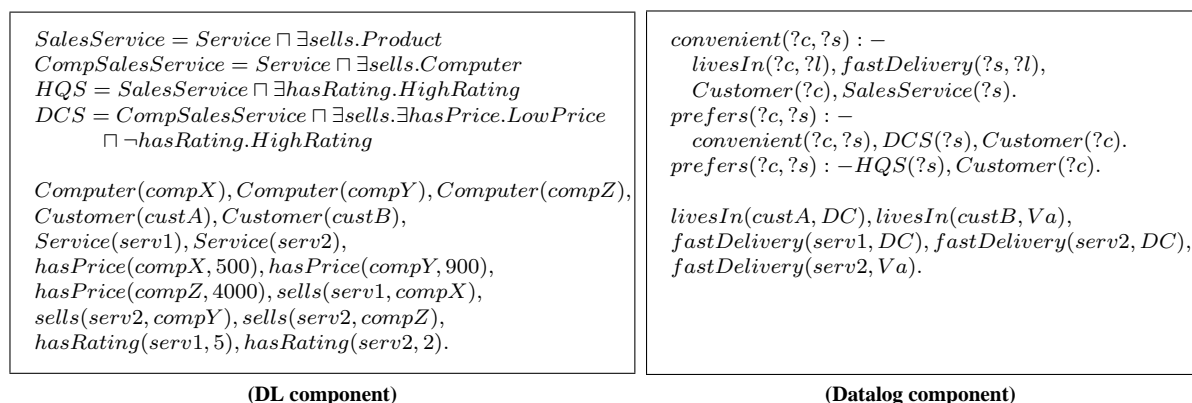 SalesService = Service ⊓ ∃sells.Product
CompSalesService = Service ⊓ ∃sells.Computer
HQS = SalesService ⊓ ∃hasRating.HighRating
DCS = CompSalesService ⊓ ∃sells.∃hasPrice.LowPrice
⊓ ¬hasRating.HighRating
Computer(compX), Computer(compY), Computer(compZ),
Customer(custA), Customer(custB),
Service(serv1), Service(serv2),
hasPrice(compX, 500), hasPrice(compY, 900),
hasPrice(compZ, 4000), sells(serv1, compX),
sells(serv2, compY), sells(serv2, compZ),
hasRating(serv1, 5), hasRating(serv2, 2).
(DL component)
convenient(?c, ?s) : −
livesIn(?c, ?l), fastDelivery(?s, ?l),
Customer(?c), SalesService(?s).
prefers(?c, ?s) : −
convenient(?c, ?s), DCS(?s), Customer(?c).
prefers(?c, ?s) : −HQS(?s), Customer(?c).
livesIn(custA, DC), livesIn(custB, Va),
fastDelivery(serv1, DC), fastDelivery(serv2, DC),
fastDelivery(serv2, Va).
(Datalog component)